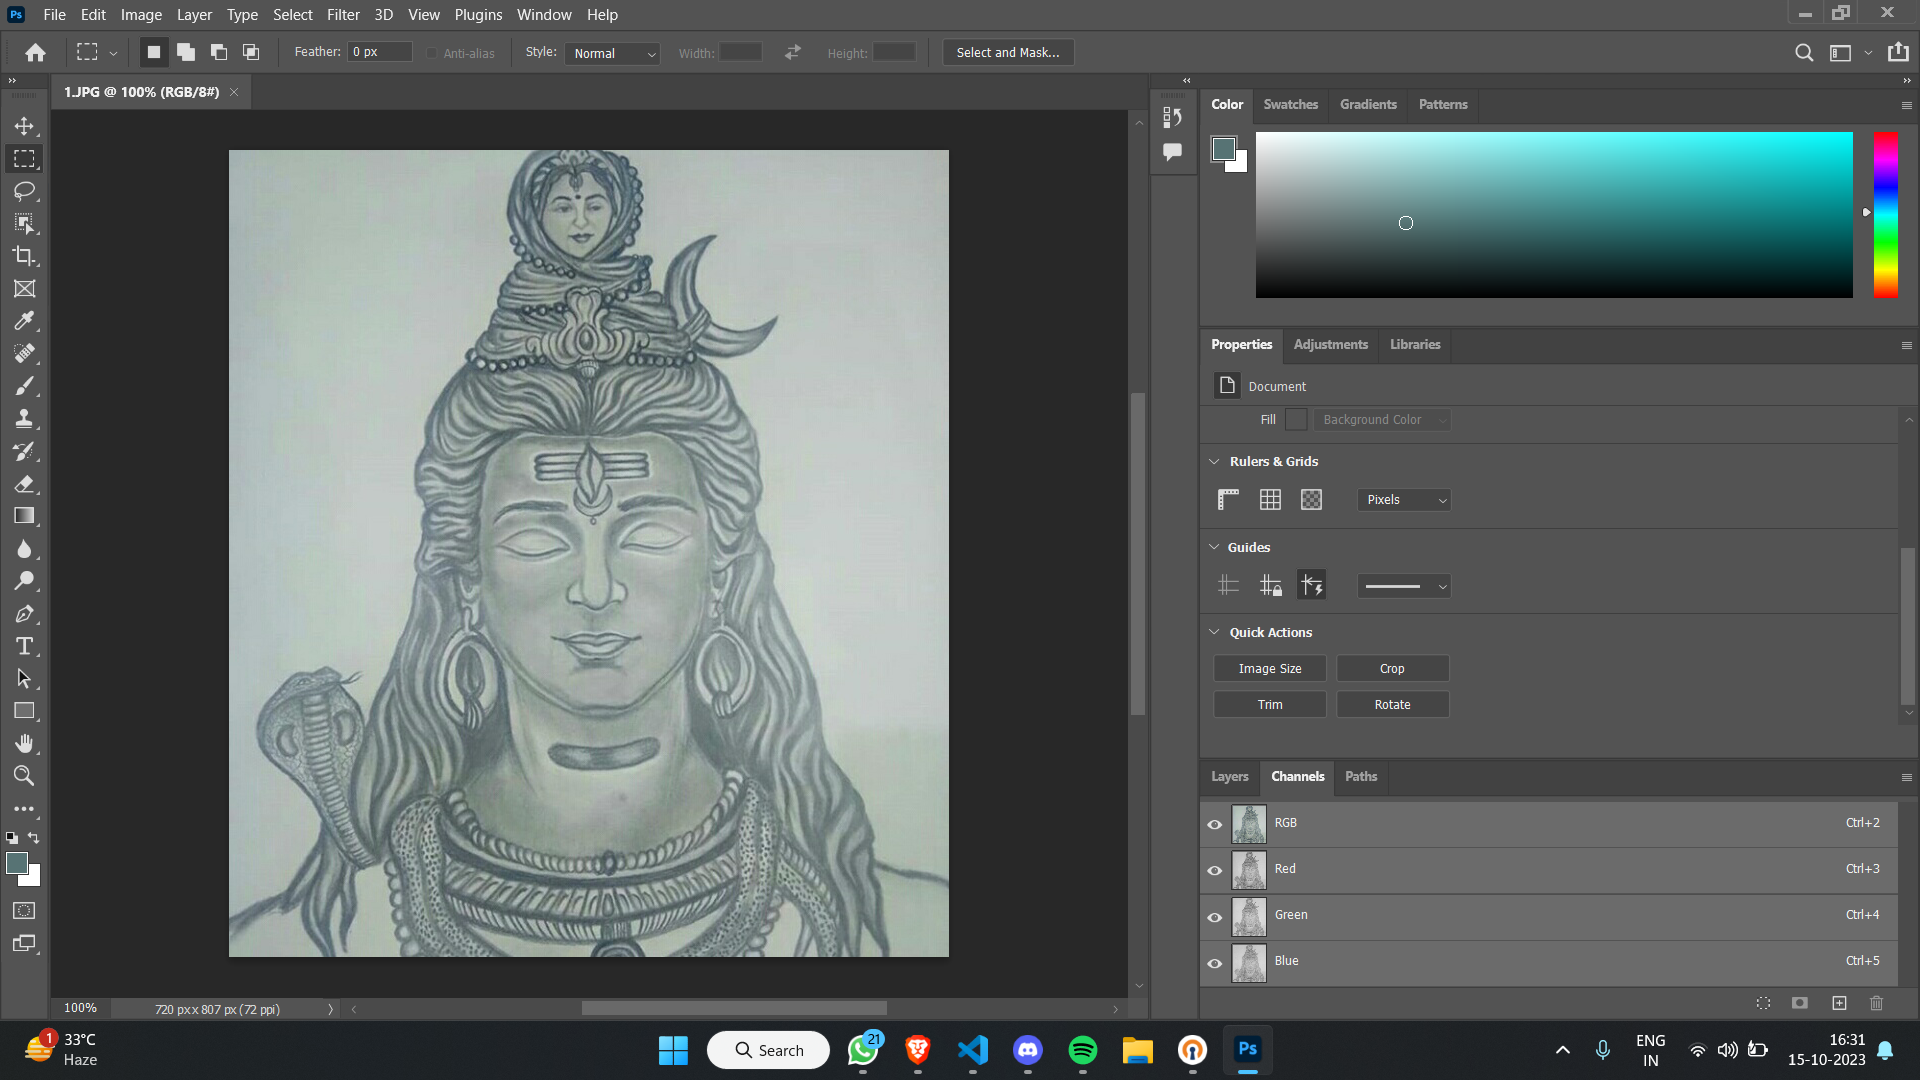 Ps File Edit Image Layer Type Select Filter 3D View Plugins Window Help
Feather: 0 px Anti-alias Style: Normal Width: Height: Select and Mask...
1.JPG @ 100% (RGB/8#)
Color Swatches Gradients Patterns
Properties Adjustments Libraries
Document
Fill Background Color
Rulers & Grids
Pixels
Guides
Quick Actions
Image Size Crop
Trim Rotate
Layers Channels Paths
RGB Ctrl+2
Red Ctrl+3
Green Ctrl+4
Blue Ctrl+5
100% 720 px x 807 px (72 ppi)
1 33°C
Haze
Search
21
Ps
ENG
IN
16:31
15-10-2023